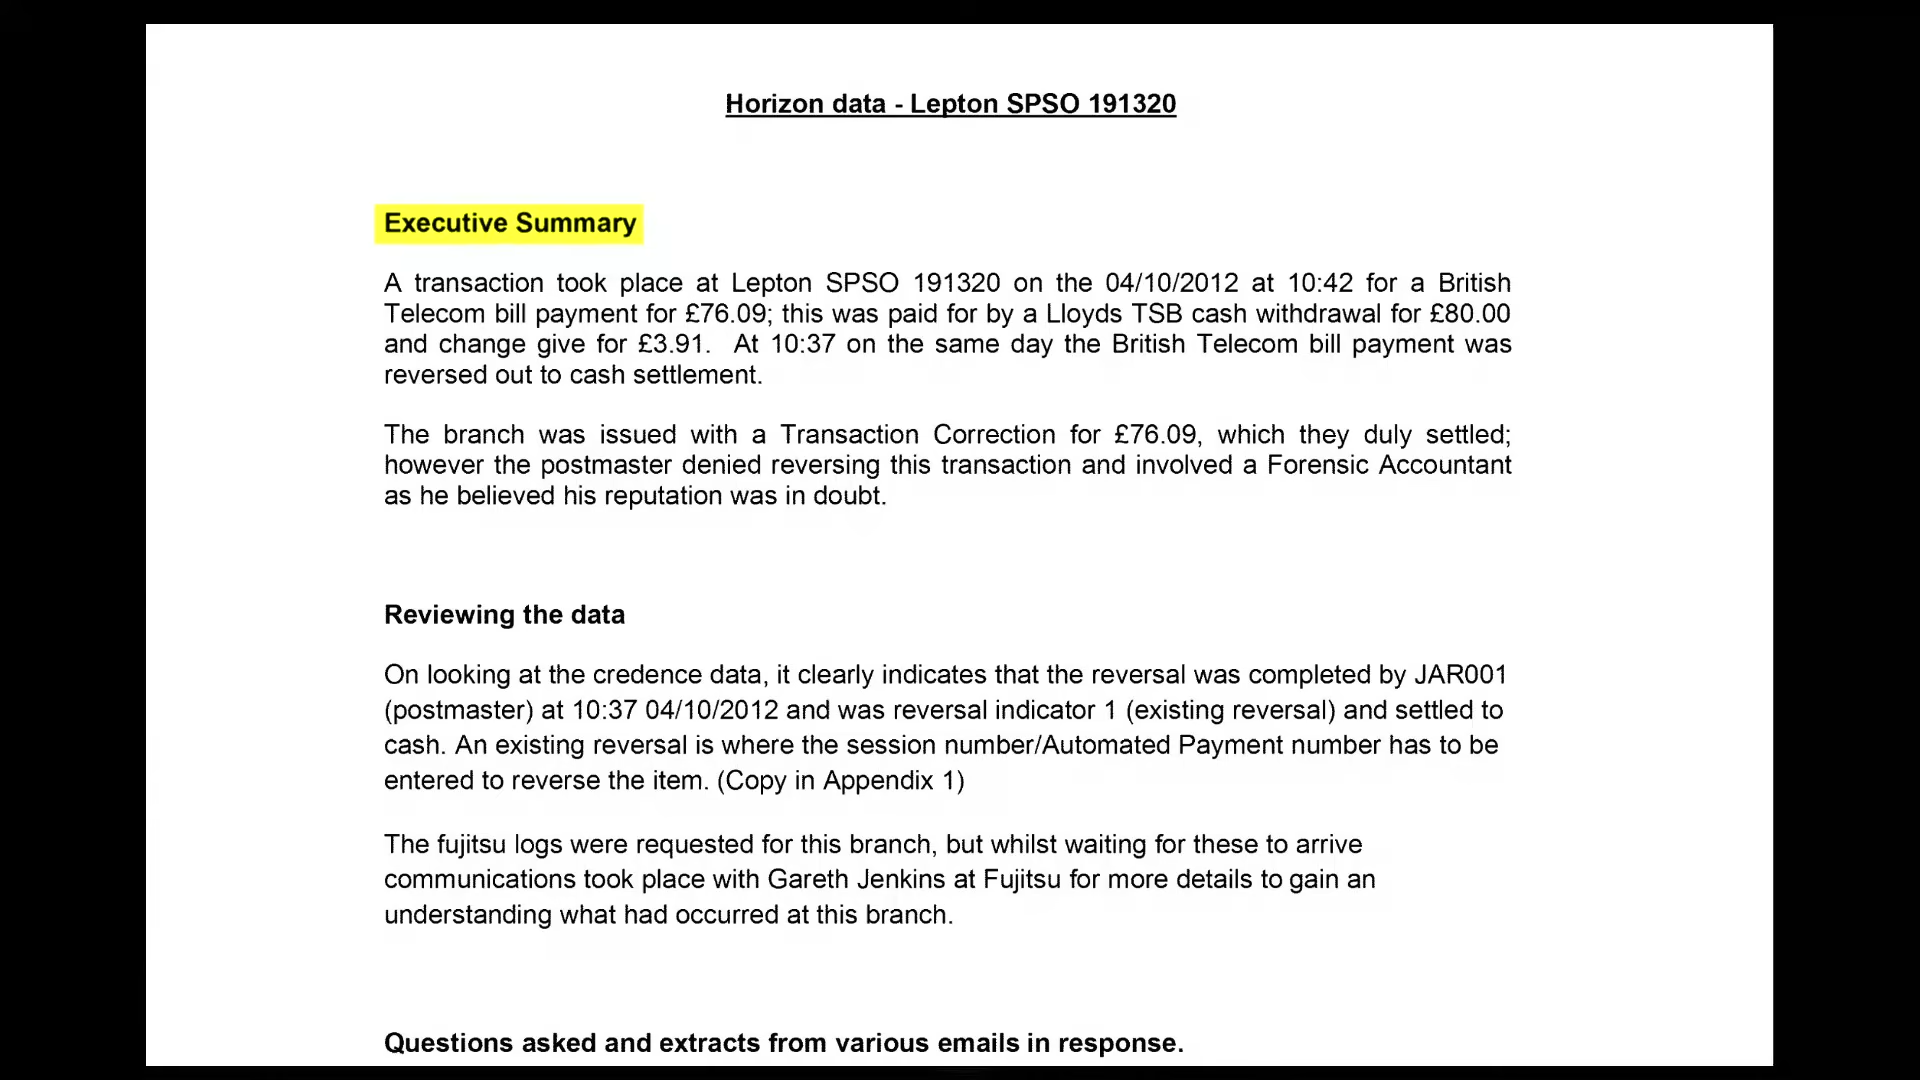 Horizon data - Lepton SPSO 191320
Executive Summary
A transaction took place at Lepton SPSO 191320 on the 04/10/2012 at 10:42 for a British
Telecom bill payment for £76.09; this was paid for by a Lloyds TSB cash withdrawal for £80.00
and change give for £3.91. At 10:37 on the same day the British Telecom bill payment was
reversed out to cash settlement.
The branch was issued with a Transaction Correction for £76.09, which they duly settled;
however the postmaster denied reversing this transaction and involved a Forensic Accountant
as he believed his reputation was in doubt.
Reviewing the data
On looking at the credence data, it clearly indicates that the reversal was completed by JAR001
(postmaster) at 10:37 04/10/2012 and was reversal indicator 1 (existing reversal) and settled to
cash. An existing reversal is where the session number/Automated Payment number has to be
entered to reverse the item. (Copy in Appendix 1)
The fujitsu logs were requested for this branch, but whilst waiting for these to arrive
communications took place with Gareth Jenkins at Fujitsu for more details to gain an
understanding what had occurred at this branch.
Questions asked and extracts from various emails in response.